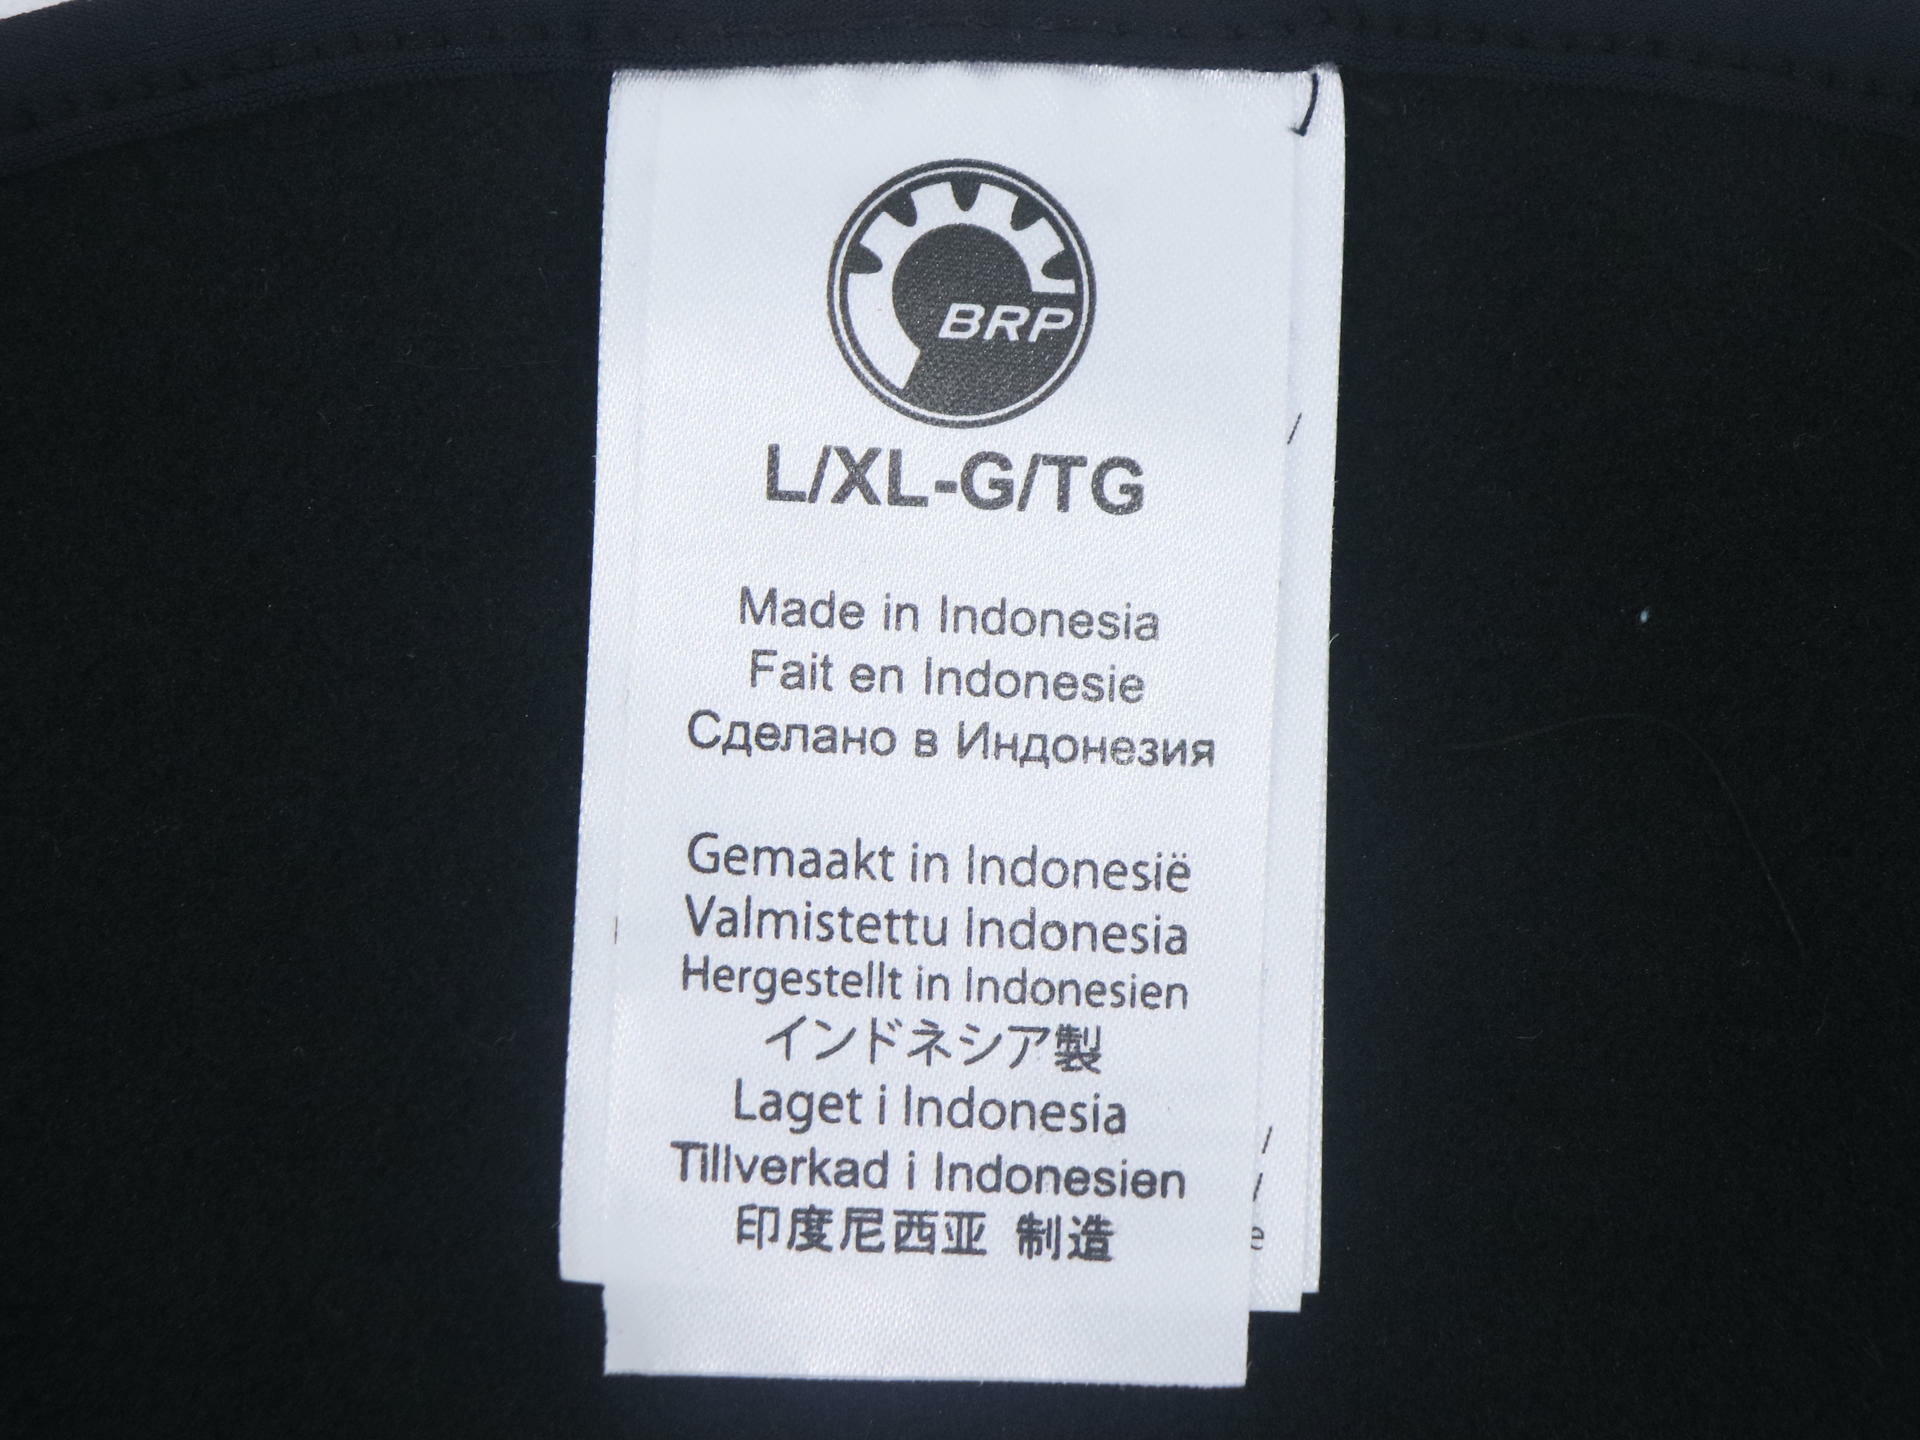 BRP
L/XL-G/TG
Made in Indonesia
Fait en Indonesie
Сделано в Индонезия
Gemaakt in Indonesië
Valmistettu Indonesia
Hergestellt in Indonesien
インドネシア製
Laget i Indonesia
Tillverkad i Indonesien
印度尼西亚 制造
e